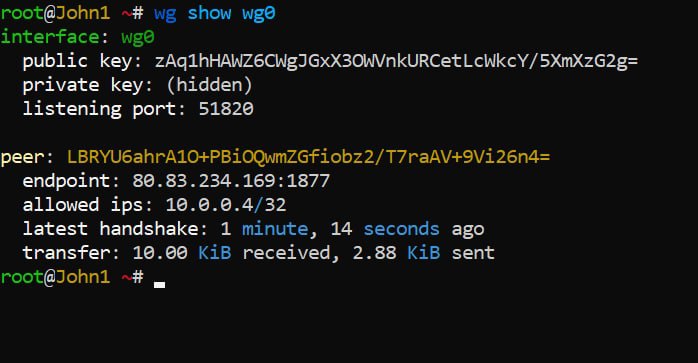 root@John1 ~# wg show wg0
interface: wg0
public key: zAq1hHAWZ6CWgJGxX3OWVnkURCetLcWkcY/5XmXzG2g=
private key: (hidden)
listening port: 51820
peer: LBRYU6ahrA1O+PBiOQwmZGfiobz2/T7raAV+9Vi26n4=
endpoint: 80.83.234.169:1877
allowed ips: 10.0.0.4/32
latest handshake: 1 minute, 14 seconds ago
transfer: 10.00 KiB received, 2.88 KiB sent
root@John1 ~#